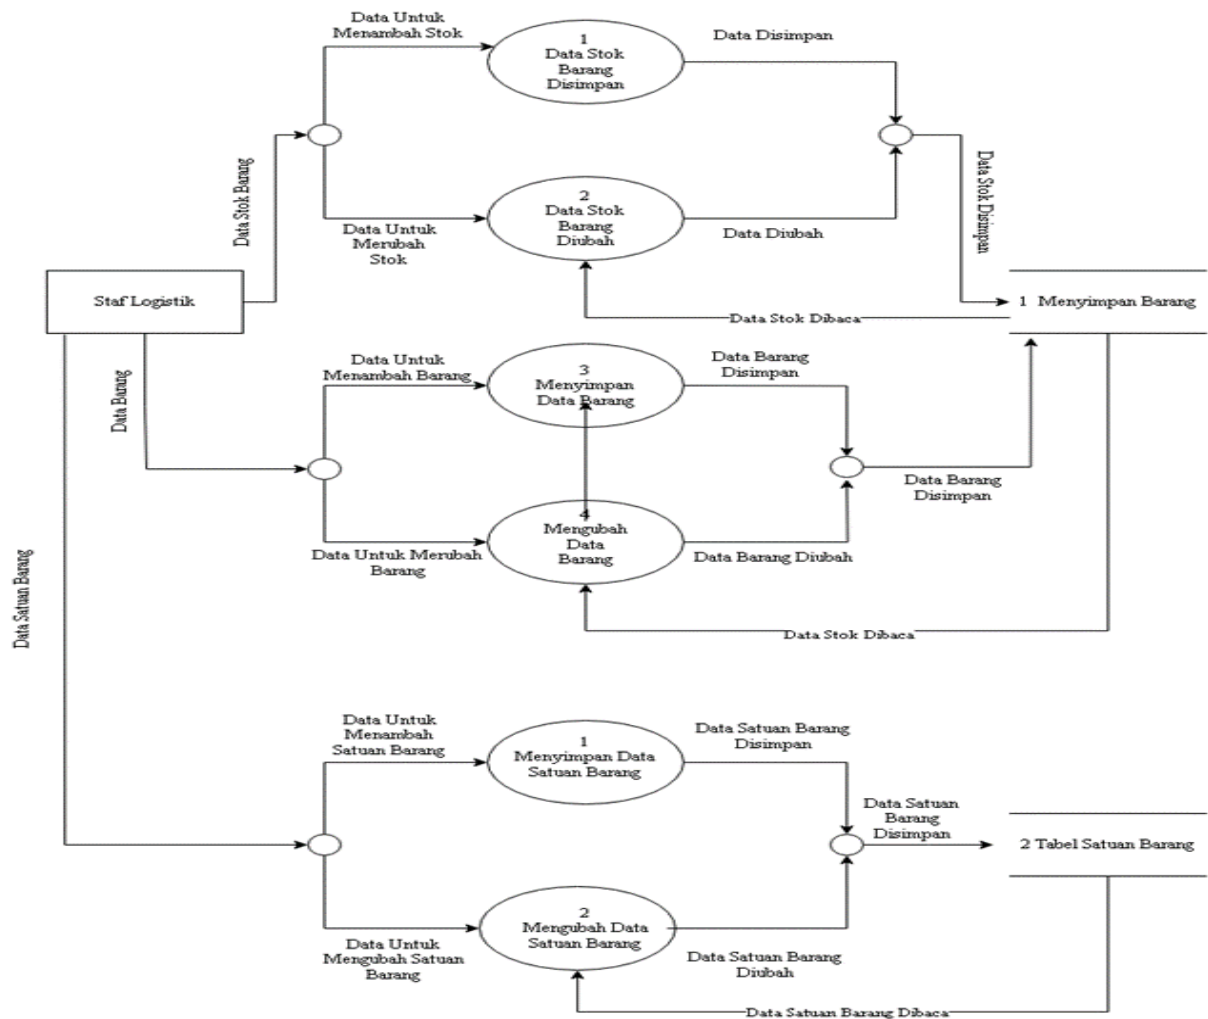 Data Untuk
Menambah Stok
1
Data Stok
Barang
Disimpan
Data Disimpan
Data Stok Barang
Data Stok Disimpan
2
Data Stok
Barang
Diubah
Data Untuk
Merubah
Stok
Data Diubah
Staf Logistik
1 Menyimpan Barang
Data Stok Dibaca
Data Barang
Data Untuk
Menambah Barang
3
Menyimpan
Data Barang
Data Barang
Disimpan
Data Barang
Disimpan
4
Mengubah
Data
Barang
Data Untuk Merubah
Barang
Data Barang Diubah
Data Stok Dibaca
Data Satuan Barang
Data Untuk
Menambah
Satuan Barang
1
Menyimpan Data
Satuan Barang
Data Satuan Barang
Disimpan
Data Satuan
Barang
Disimpan
2 Tabel Satuan Barang
2
Mengubah Data
Satuan Barang
Data Untuk
Mengubah Satuan
Barang
Data Satuan Barang
Diubah
Data Satuan Barang Dibaca